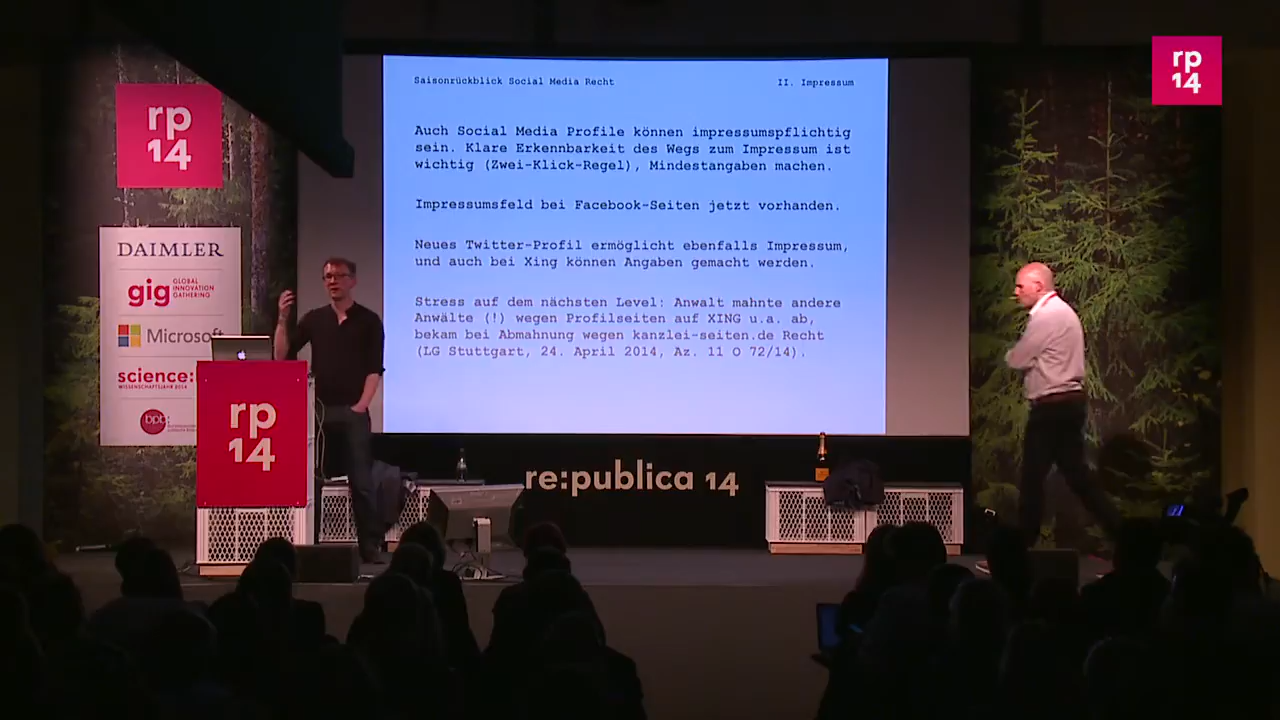 rp
14
Saisonrückblick Social Media Recht
II. Impressum
Auch Social Media Profile können impressumspflichtig
sein. Klare Erkennbarkeit des Wegs zum Impressum ist
wichtig (Zwei-Klick-Regel), Mindestangaben machen.
Impressumsfeld bei Facebook-Seiten jetzt vorhanden.
Neues Twitter-Profil ermöglicht ebenfalls Impressum,
und auch bei Xing können Angaben gemacht werden.
Stress auf dem nächsten Level: Anwalt mahnte andere
Anwälte (!) wegen Profilseiten auf XING u.a. ab,
bekam bei Abmahnung wegen kanzlei-seiten.de Recht
(LG Stuttgart, 24. April 2014, Az. 11 O 72/14).
rp
14
DAIMLER
gig GLOBAL
INNOVATION
GATHERING
Microsoft
science:
WISSENSCHAFTSJAHR 2014
bpb:
rp
14
re:publica 14